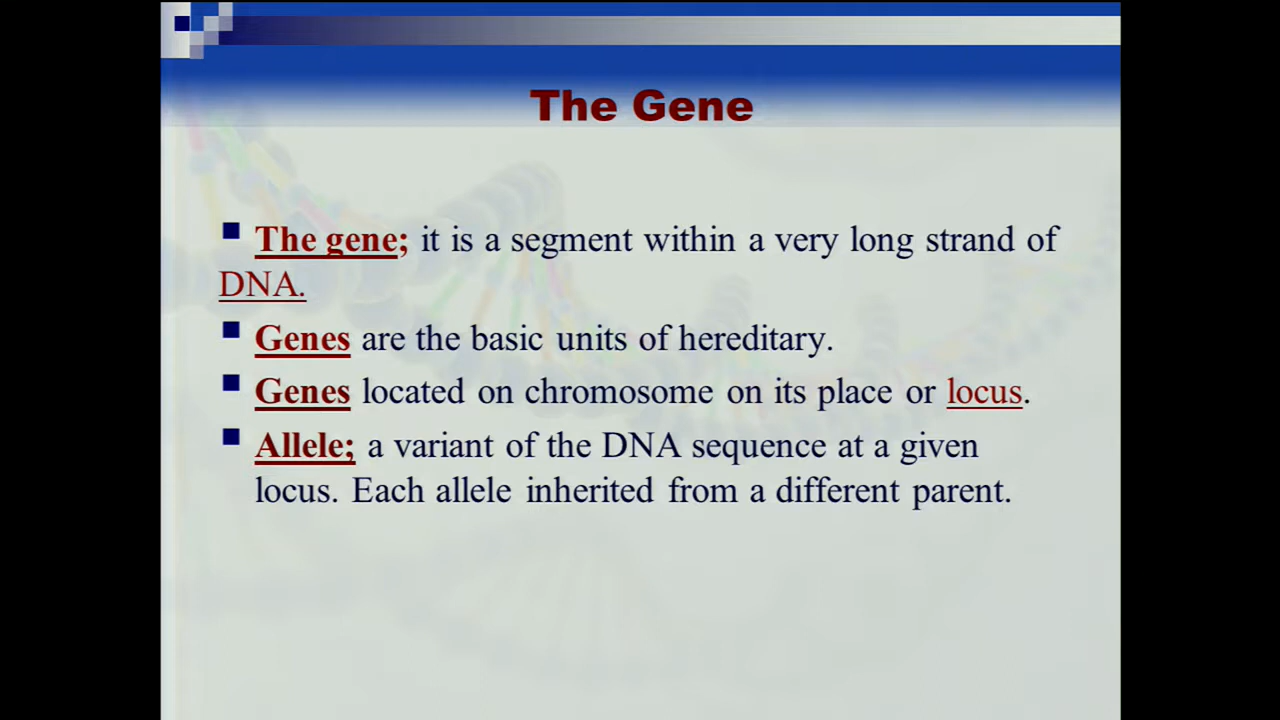 The Gene
The gene; it is a segment within a very long strand of
DNA.
Genes are the basic units of hereditary.
Genes located on chromosome on its place or locus.
Allele; a variant of the DNA sequence at a given
locus. Each allele inherited from a different parent.